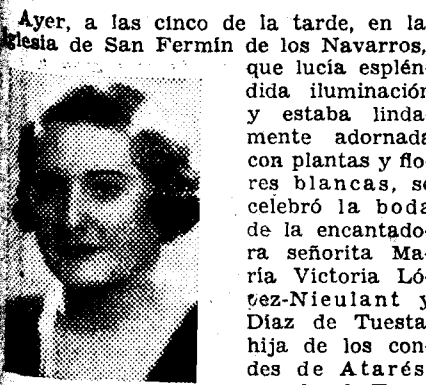 Ayer, a las cinco de la tarde, en la
Iglesia de San Fermín de los Navarros,
que lucía esplén-
dida iluminación
y estaba linda-
mente adornada
con plantas y flo-
res blancas, se
celebró la boda
de la encantado-
ra señorita Ma-
ría Victoria Ló-
pez-Nieulant y
Díaz de Tuesta,
hija de los con-
des de Atarés